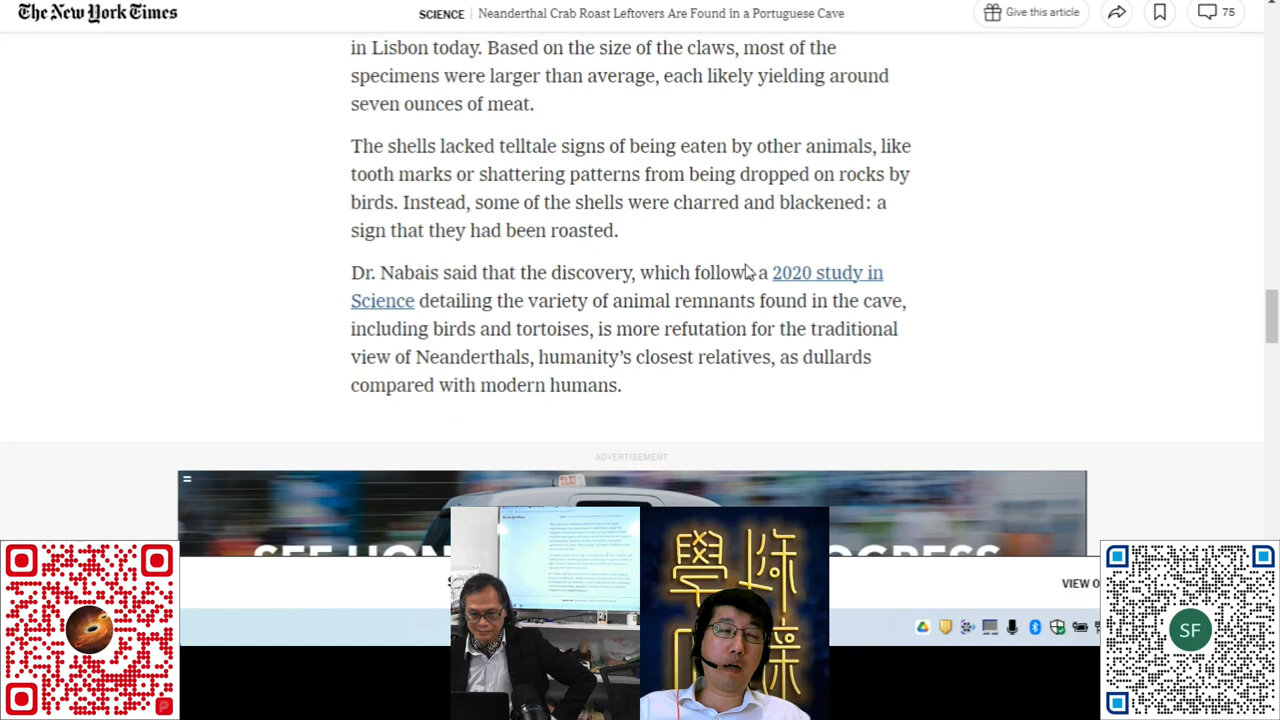 The New York Times
SCIENCE | Neanderthal Crab Roast Leftovers Are Found in a Portuguese Cave
Give this article
75
in Lisbon today. Based on the size of the claws, most of the
specimens were larger than average, each likely yielding around
seven ounces of meat.
The shells lacked telltale signs of being eaten by other animals, like
tooth marks or shattering patterns from being dropped on rocks by
birds. Instead, some of the shells were charred and blackened: a
sign that they had been roasted.
Dr. Nabais said that the discovery, which follow a 2020 study in
Science detailing the variety of animal remnants found in the cave,
including birds and tortoises, is more refutation for the traditional
view of Neanderthals, humanity’s closest relatives, as dullards
compared with modern humans.
ADVERTISEMENT
TAXI
VIEW
SF